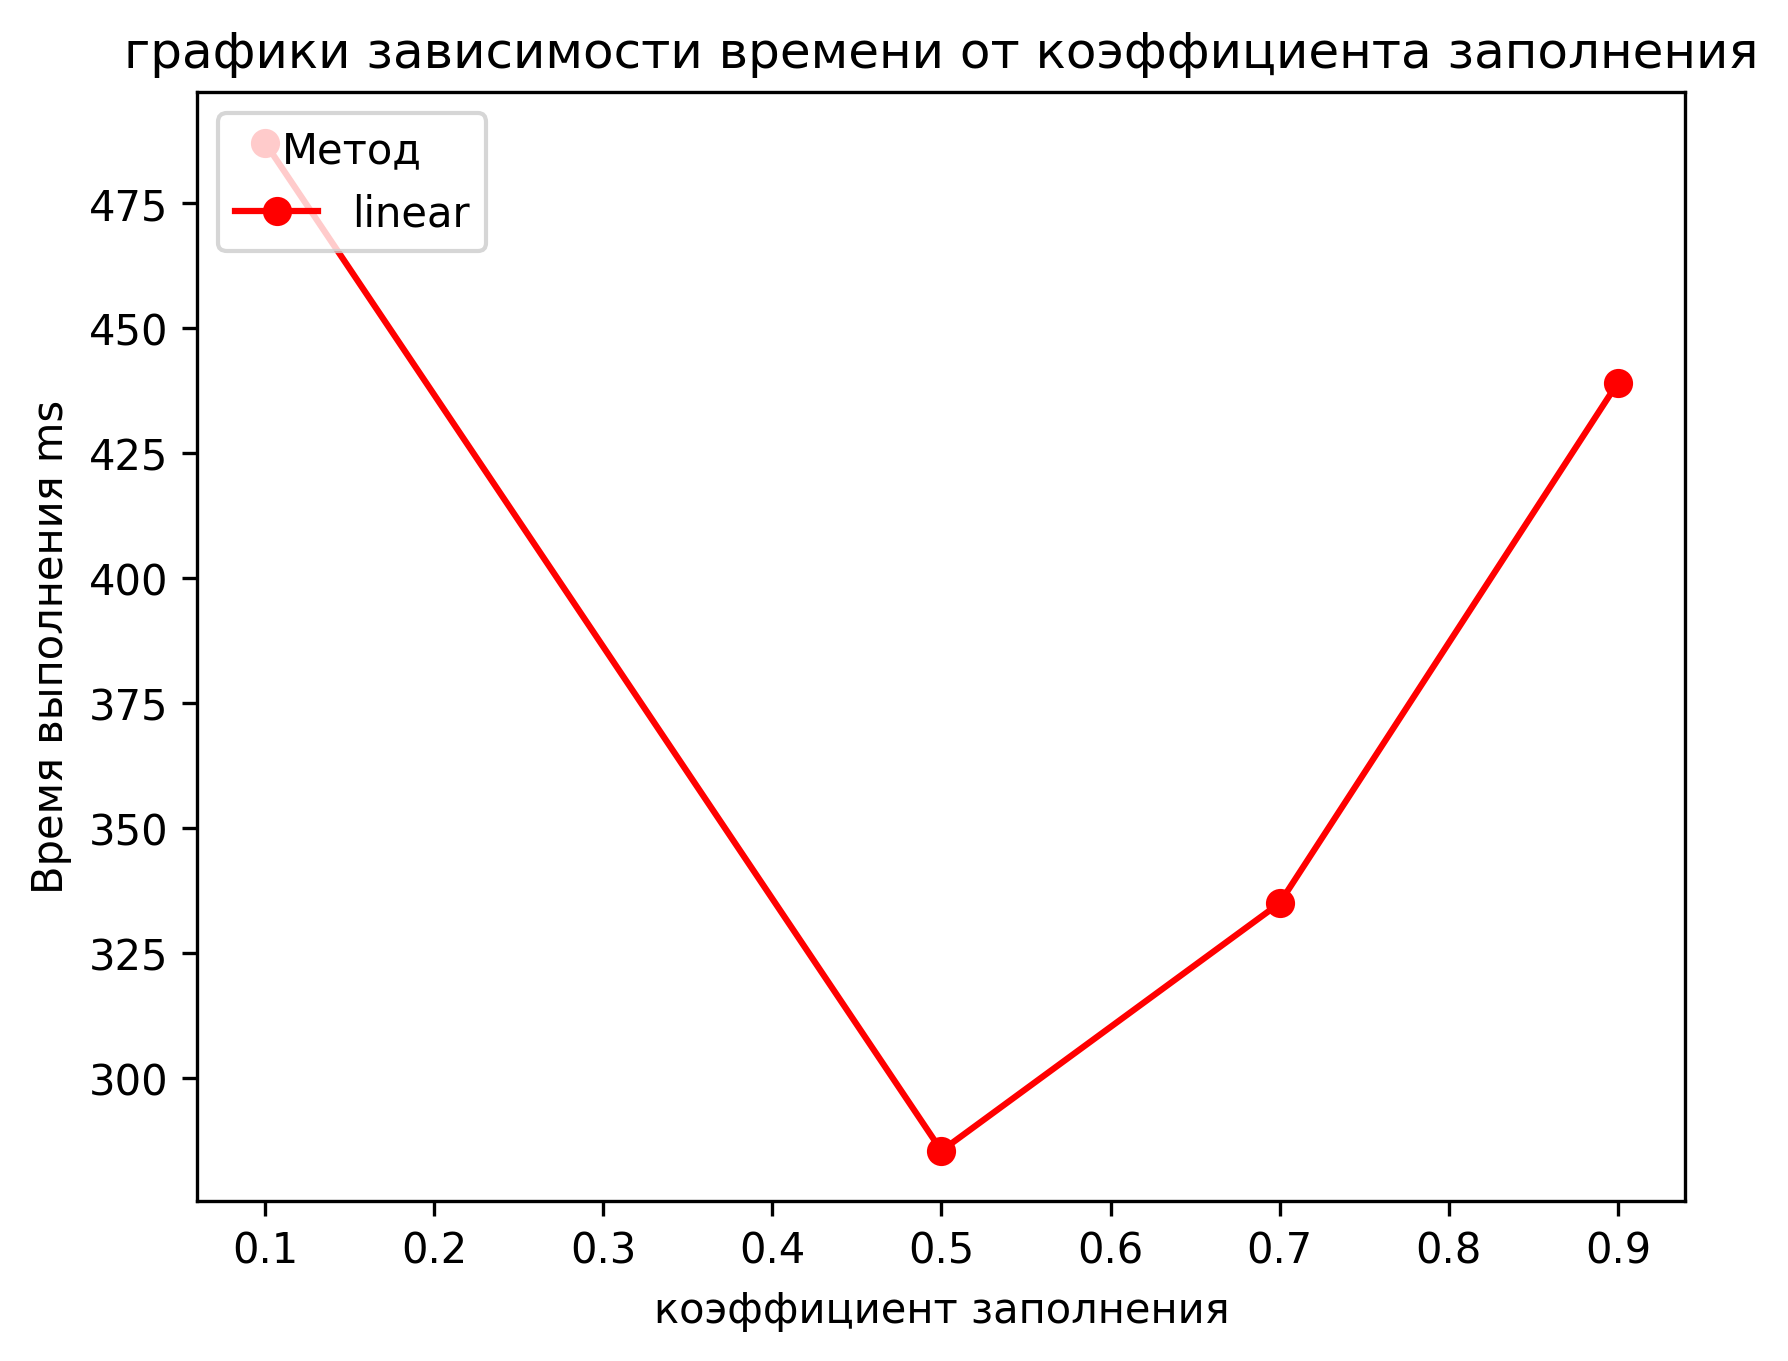 графики зависимости времени от коэффициента заполнения
Метод
linear
Время выполнения ms
475
450
425
400
375
350
325
300
0.1 0.2 0.3 0.4 0.5 0.6 0.7 0.8 0.9
коэффициент заполнения